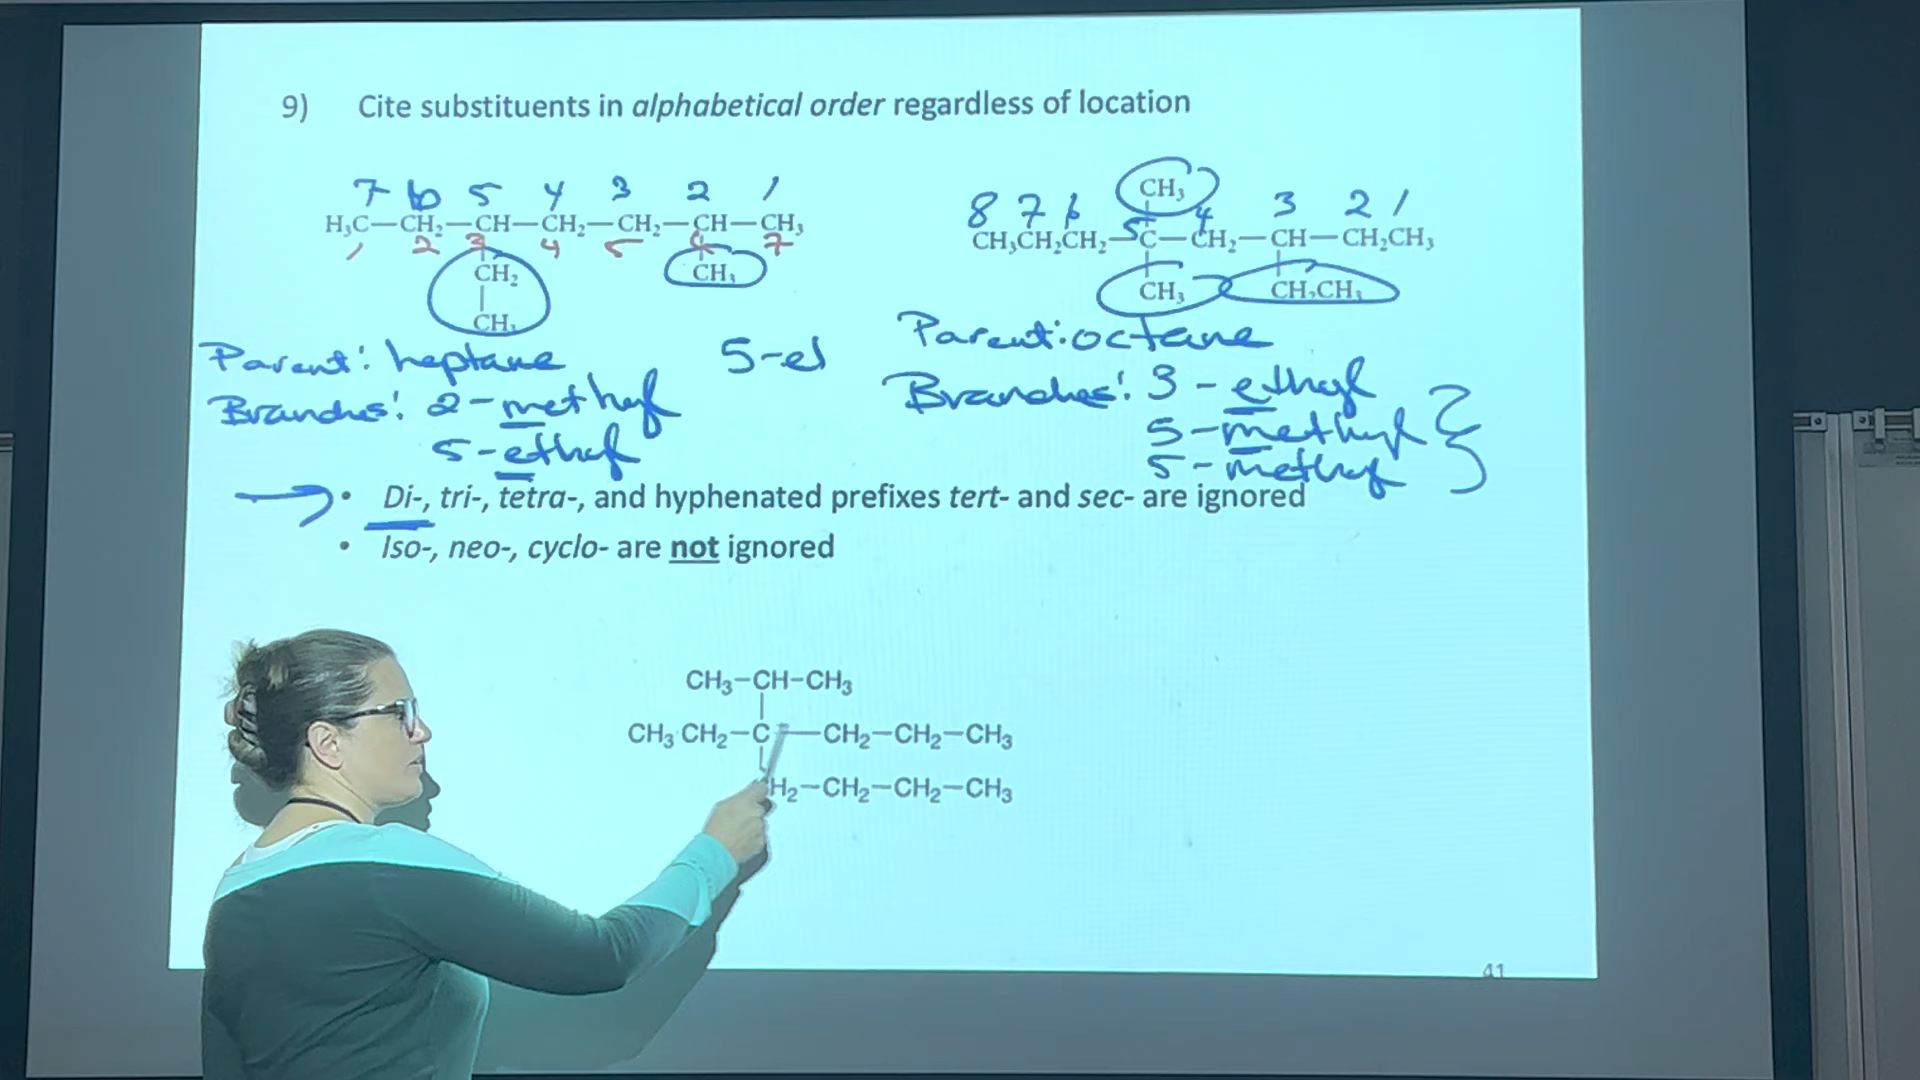 9) Cite substituents in alphabetical order regardless of location
7 6 5 4 3 2 1
H₃C—CH₂—CH—CH₂—CH₂—CH—CH₃
1 2 3 4 5 6 7
CH₂ CH₃
CH₃
Parent: heptane
Branches: 2-methyl
5-ethyl
5-e
CH₃
8 7 6 5 4 3 2 1
CH₃CH₂CH₂—C—CH₂—CH—CH₂CH₃
CH₃ CH₂CH₃
Parent: octane
Branches: 3-ethyl
5-methyl
5-methyl
• Di-, tri-, tetra-, and hyphenated prefixes tert- and sec- are ignored
• Iso-, neo-, cyclo- are not ignored
CH₃—CH—CH₃
CH₃ CH₂—C—CH₂—CH₂—CH₃
H₂—CH₂—CH₂—CH₃
41